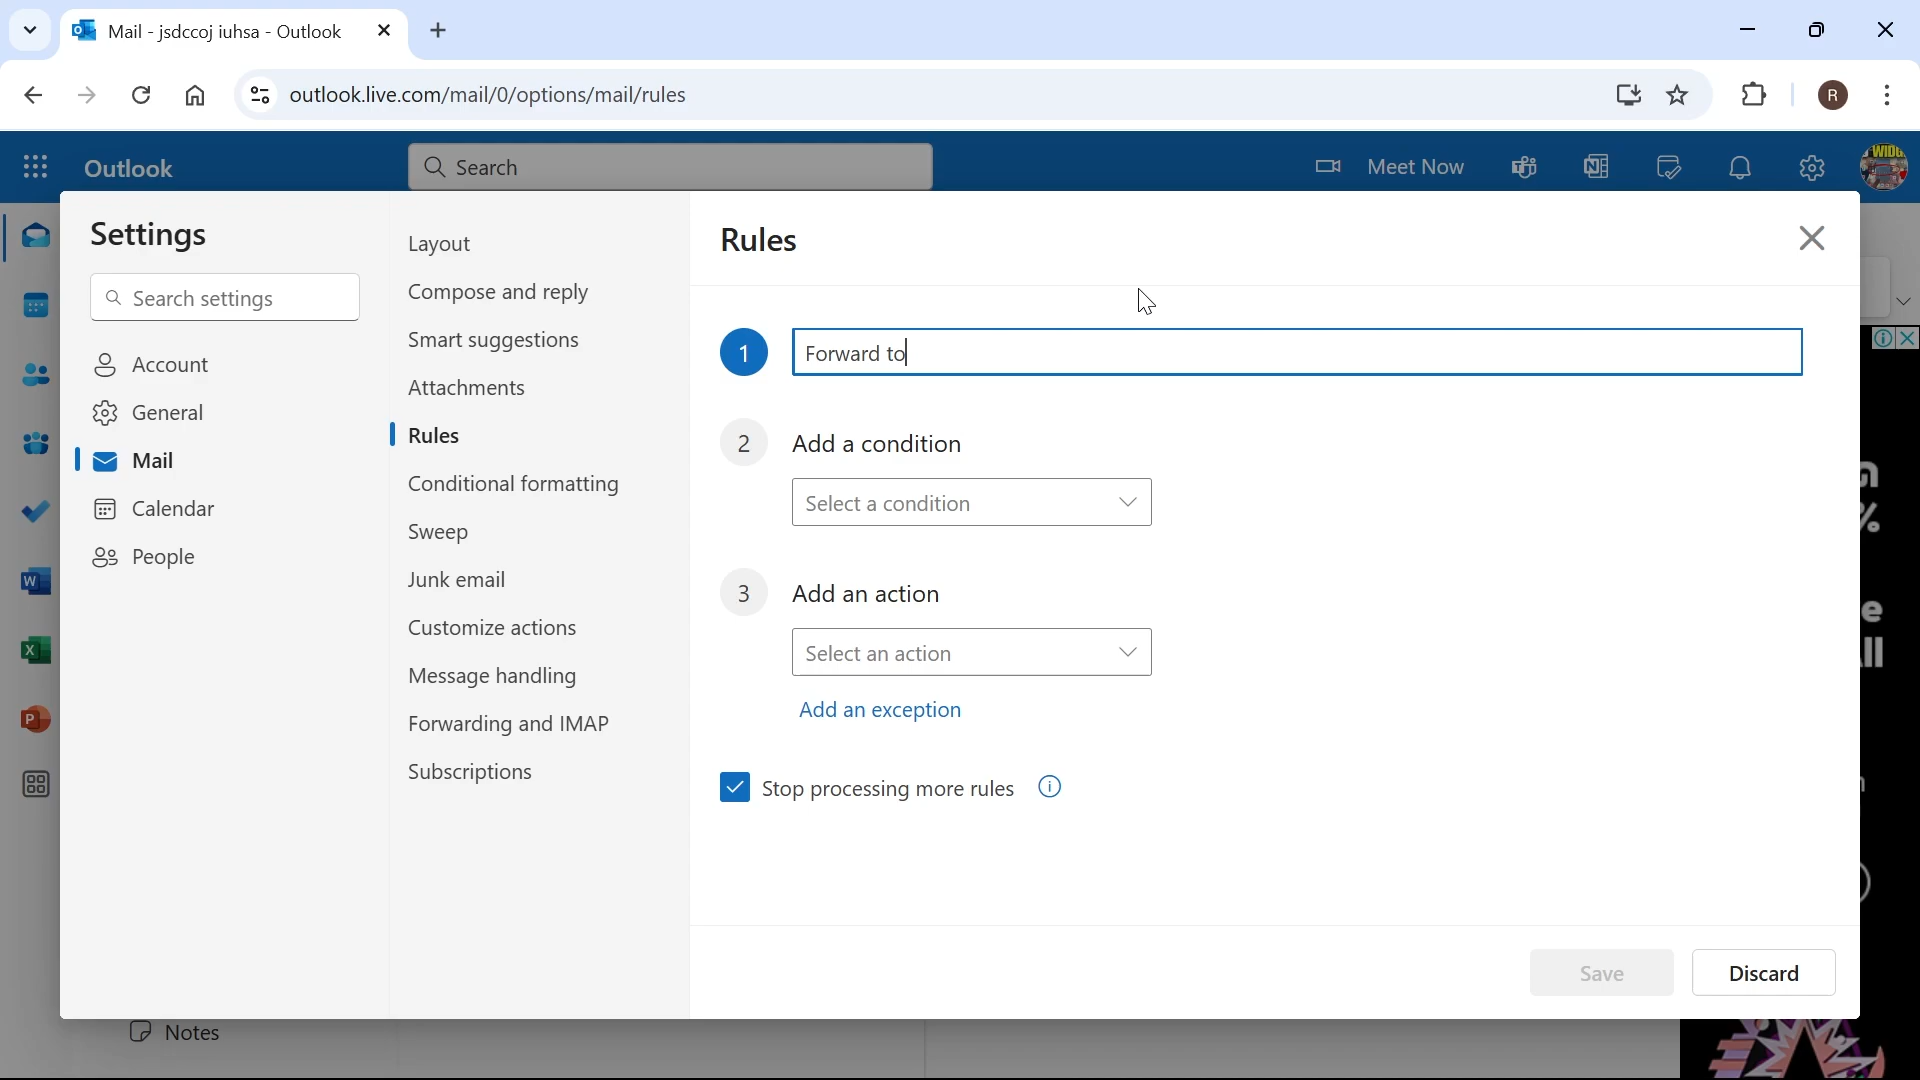 Mail - jsdccoj iuhsa - Outlook
outlook.live.com/mail/0/options/mail/rules
R
Outlook
Search
Meet Now
Settings
Search settings
Account
General
Mail
Calendar
People
Layout
Compose and reply
Smart suggestions
Attachments
Rules
Conditional formatting
Sweep
Junk email
Customize actions
Message handling
Forwarding and IMAP
Subscriptions
Rules
1 Forward to
2 Add a condition
Select a condition
3 Add an action
Select an action
Add an exception
Stop processing more rules
Save
Discard
Notes